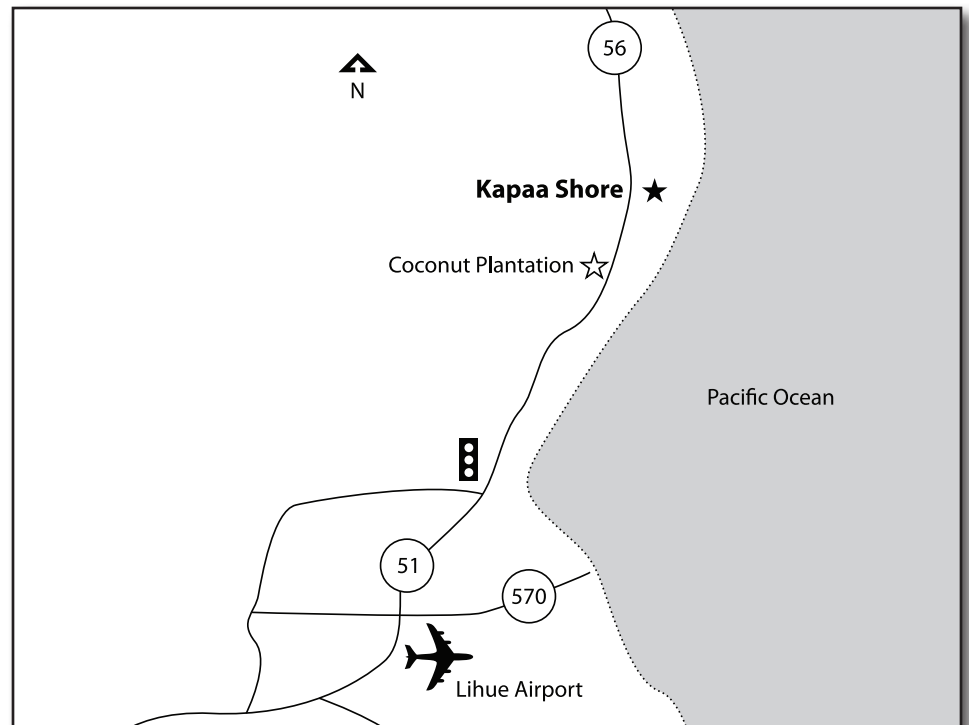 56
N
Kapaa Shore
Coconut Plantation
Pacific Ocean
51
570
Lihue Airport